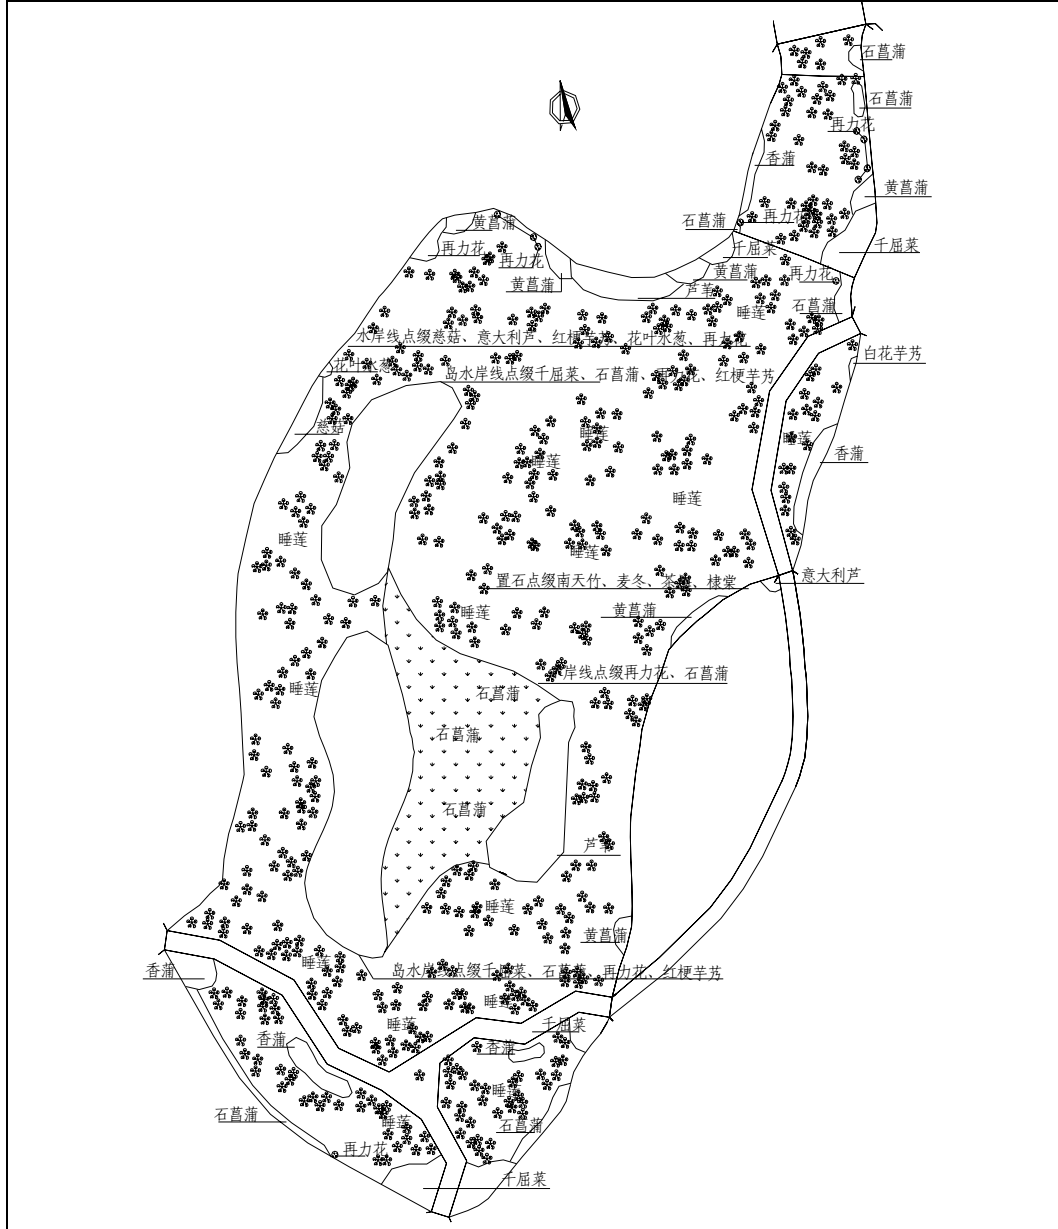 石菖蒲
石菖蒲
再力花
香蒲
黄菖蒲
石菖蒲
再力花
黄菖蒲
千屈菜
千屈菜
再力花
再力花
黄菖蒲
再力花
黄菖蒲
芦苇
石菖蒲
睡莲
水岸线点缀慈菇、意大利芦、红梗芋艿、花叶水葱、再力花
白花芋艿
花叶水葱
岛水岸线点缀千屈菜、石菖蒲、再力花、红梗芋艿
慈菇
睡莲
睡莲
香蒲
睡莲
睡莲
睡莲
睡莲
意大利芦
置石点缀南天竹、麦冬、茶梅、棣棠
睡莲
黄菖蒲
岸线点缀再力花、石菖蒲
睡莲
石菖蒲
石菖蒲
石菖蒲
芦苇
睡莲
黄菖蒲
睡莲
香蒲
岛水岸线点缀千屈菜、石菖蒲、再力花、红梗芋艿
睡莲
睡莲
千屈菜
香蒲
香蒲
睡莲
石菖蒲
睡莲
石菖蒲
再力花
千屈菜